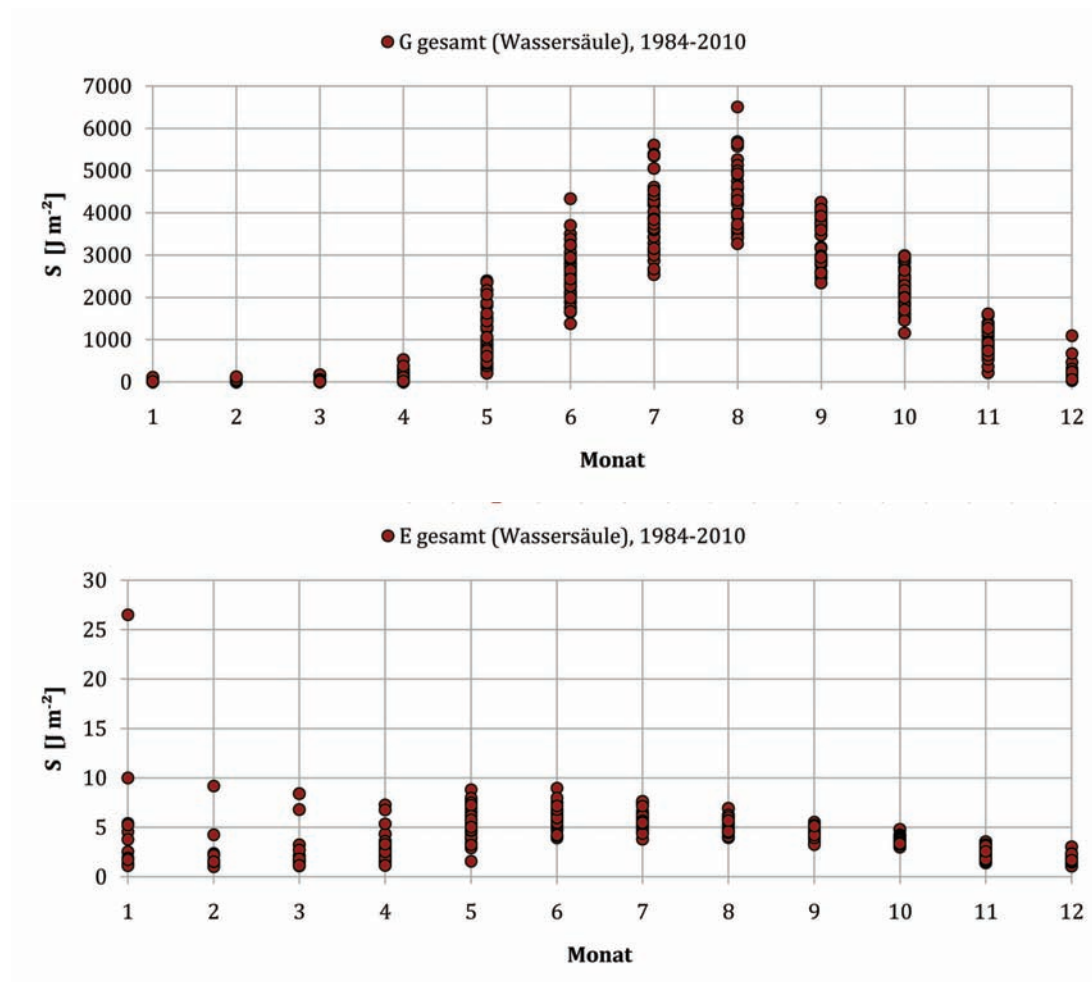 G gesamt (Wassersäule), 1984-2010
7000
6000
5000
4000
3000
2000
1000
0
S [J m-2]
1 2 3 4 5 6 7 8 9 10 11 12
Monat
E gesamt (Wassersäule), 1984-2010
30
25
20
15
10
5
0
S [J m-2]
1 2 3 4 5 6 7 8 9 10 11 12
Monat